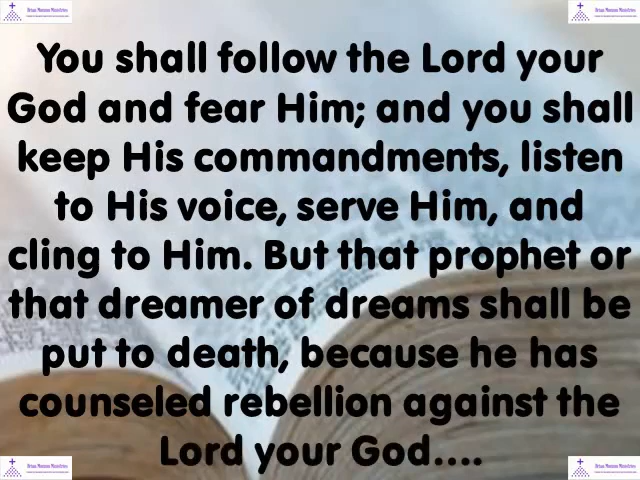 You shall follow the Lord your
God and fear Him; and you shall
keep His commandments, listen
to His voice, serve Him, and
cling to Him. But that prophet or
that dreamer of dreams shall be
put to death, because he has
counseled rebellion against the
Lord your God....